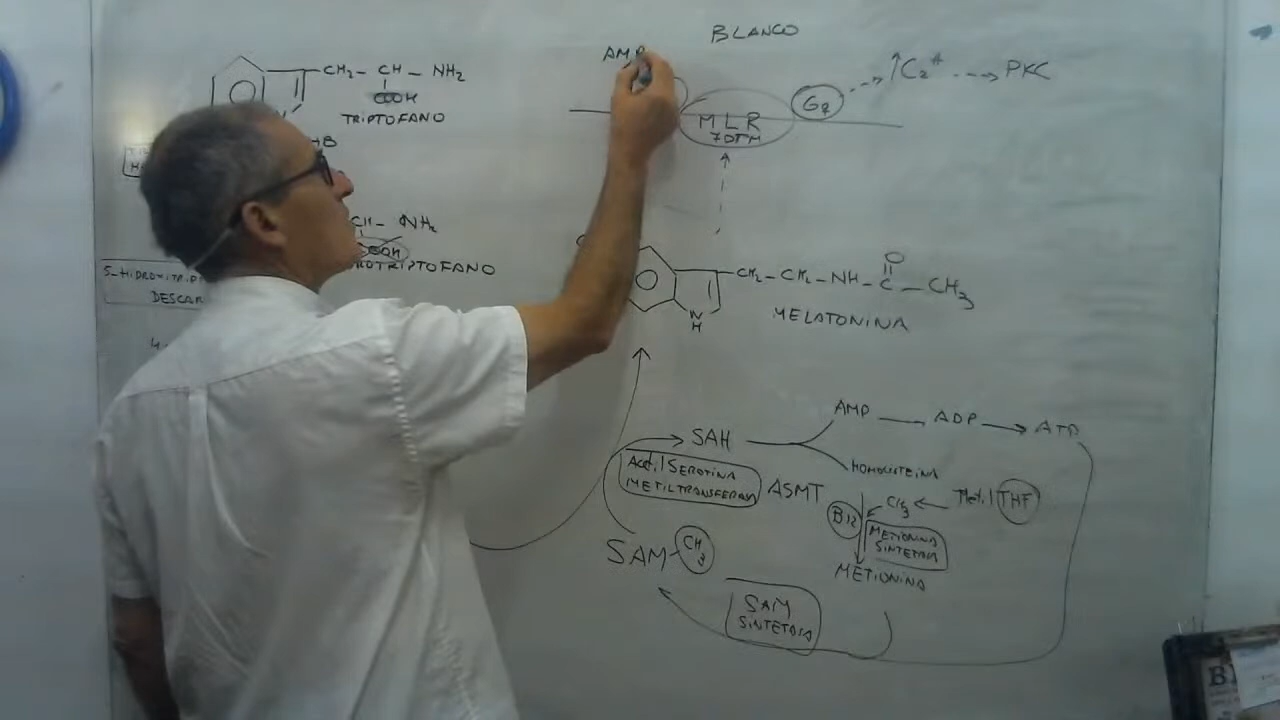 BLANCO
AMP
CH₂ - CH - NH₂
COOH
TRIPTOFANO
MLR
7DTM
Gq
↑Ca⁺
PKC
CH - NH₂
COOH
5-HIDROXITRIP
DESCAR
CH₂ - CH₂ - NH - C - CH₃
O
N
H
MELATONINA
AMP → ADP → ATP
SAH
HOMOCISTEINA
Acetil SEROTINA
METILTRANSFERASA
ASMT
CH₃ ← Metil THF
B12
METIONINA
SINTETASA
SAM - CH₃
METIONINA
SAM
SINTETASA